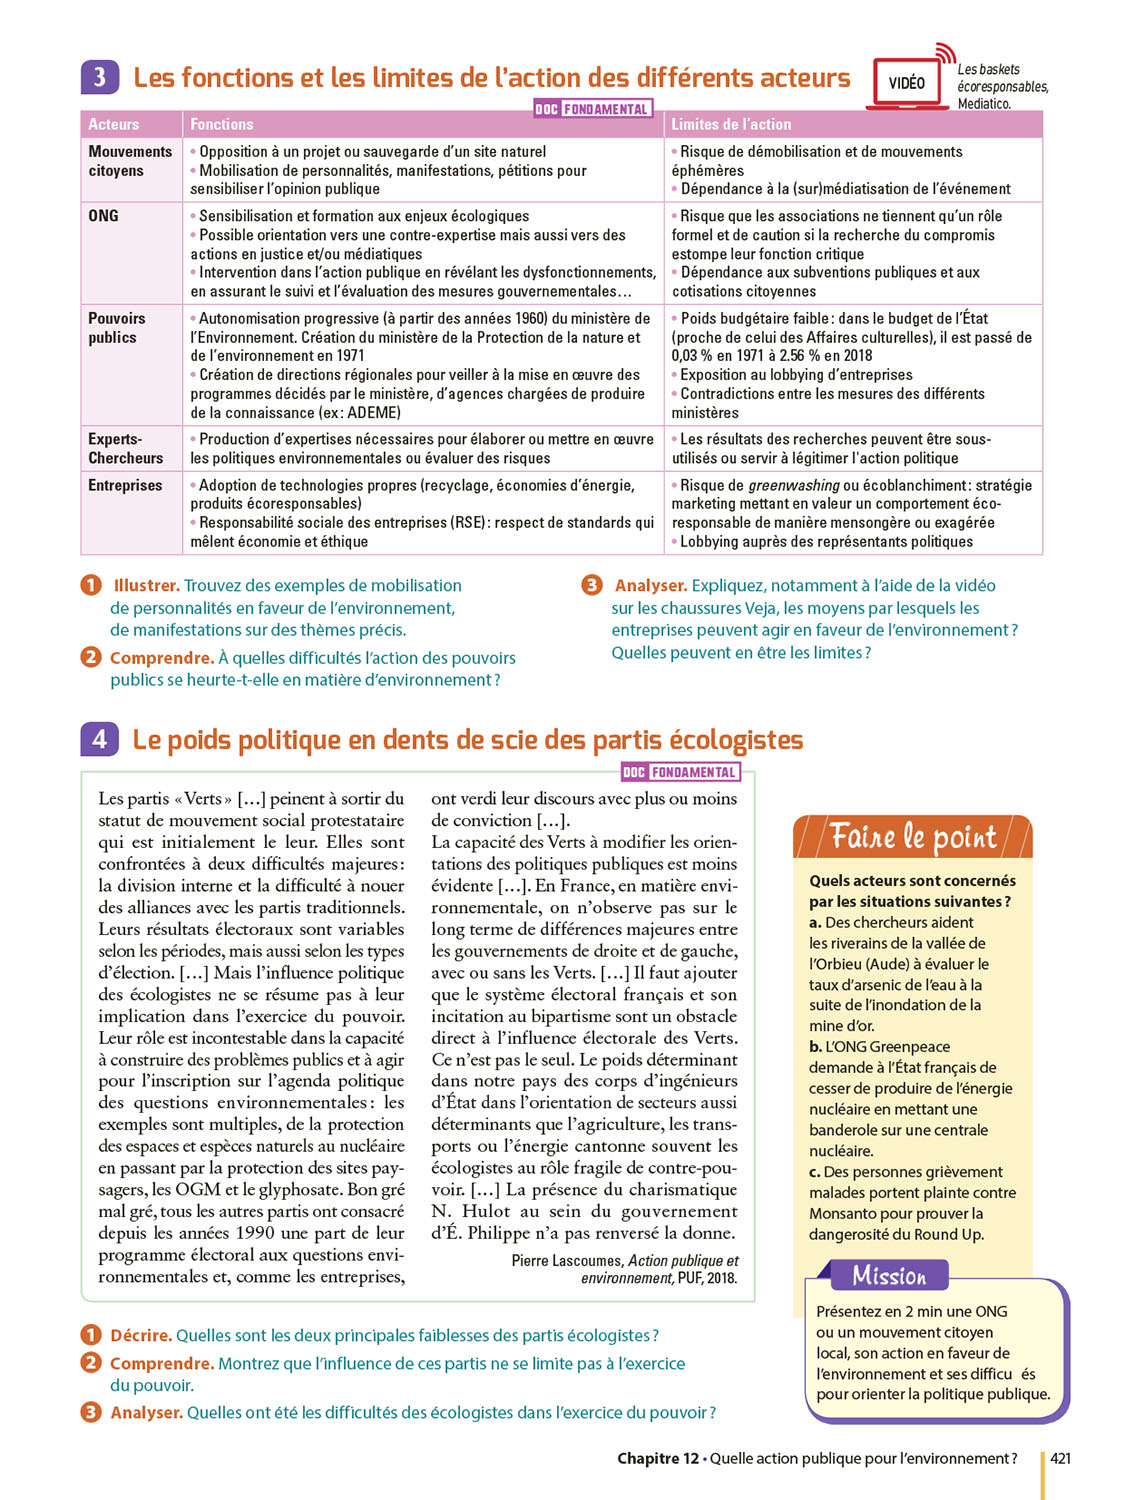 3 Les fonctions et les limites de l'action des différents acteurs
VIDÉO
Les baskets
écoresponsables,
Mediatico.
DOC FONDAMENTAL
Acteurs Fonctions Limites de l'action
Mouvements
citoyens
• Opposition à un projet ou sauvegarde d'un site naturel
• Mobilisation de personnalités, manifestations, pétitions pour
sensibiliser l'opinion publique
• Risque de démobilisation et de mouvements
éphémères
• Dépendance à la (sur)médiatisation de l'événement
ONG
• Sensibilisation et formation aux enjeux écologiques
• Possible orientation vers une contre-expertise mais aussi vers des
actions en justice et/ou médiatiques
• Intervention dans l'action publique en révélant les dysfonctionnements,
en assurant le suivi et l'évaluation des mesures gouvernementales…
• Risque que les associations ne tiennent qu'un rôle
formel et de caution si la recherche du compromis
estompe leur fonction critique
• Dépendance aux subventions publiques et aux
cotisations citoyennes
Pouvoirs
publics
• Autonomisation progressive (à partir des années 1960) du ministère de
l'Environnement. Création du ministère de la Protection de la nature et
de l'environnement en 1971
• Création de directions régionales pour veiller à la mise en œuvre des
programmes décidés par le ministère, d'agences chargées de produire
de la connaissance (ex : ADEME)
• Poids budgétaire faible : dans le budget de l'État
(proche de celui des Affaires culturelles), il est passé de
0,03 % en 1971 à 2.56 % en 2018
• Exposition au lobbying d'entreprises
• Contradictions entre les mesures des différents
ministères
Experts-
Chercheurs
• Production d'expertises nécessaires pour élaborer ou mettre en œuvre
les politiques environnementales ou évaluer des risques
• Les résultats des recherches peuvent être sous-
utilisés ou servir à légitimer l'action politique
Entreprises
• Adoption de technologies propres (recyclage, économies d'énergie,
produits écoresponsables)
• Responsabilité sociale des entreprises (RSE) : respect de standards qui
mêlent économie et éthique
• Risque de greenwashing ou écoblanchiment : stratégie
marketing mettant en valeur un comportement éco-
responsable de manière mensongère ou exagérée
• Lobbying auprès des représentants politiques
1 Illustrer. Trouvez des exemples de mobilisation
de personnalités en faveur de l'environnement,
de manifestations sur des thèmes précis.
2 Comprendre. À quelles difficultés l'action des pouvoirs
publics se heurte-t-elle en matière d'environnement ?
3 Analyser. Expliquez, notamment à l'aide de la vidéo
sur les chaussures Veja, les moyens par lesquels les
entreprises peuvent agir en faveur de l'environnement ?
Quelles peuvent en être les limites ?
4 Le poids politique en dents de scie des partis écologistes
DOC FONDAMENTAL
Les partis « Verts » […] peinent à sortir du
statut de mouvement social protestataire
qui est initialement le leur. Elles sont
confrontées à deux difficultés majeures :
la division interne et la difficulté à nouer
des alliances avec les partis traditionnels.
Leurs résultats électoraux sont variables
selon les périodes, mais aussi selon les types
d'élection. […] Mais l'influence politique
des écologistes ne se résume pas à leur
implication dans l'exercice du pouvoir.
Leur rôle est incontestable dans la capacité
à construire des problèmes publics et à agir
pour l'inscription sur l'agenda politique
des questions environnementales : les
exemples sont multiples, de la protection
des espaces et espèces naturels au nucléaire
en passant par la protection des sites pay-
sagers, les OGM et le glyphosate. Bon gré
mal gré, tous les autres partis ont consacré
depuis les années 1990 une part de leur
programme électoral aux questions envi-
ronnementales et, comme les entreprises,
ont verdi leur discours avec plus ou moins
de conviction […].
La capacité des Verts à modifier les orien-
tations des politiques publiques est moins
évidente […]. En France, en matière envi-
ronnementale, on n'observe pas sur le
long terme de différences majeures entre
les gouvernements de droite et de gauche,
avec ou sans les Verts. […] Il faut ajouter
que le système électoral français et son
incitation au bipartisme sont un obstacle
direct à l'influence électorale des Verts.
Ce n'est pas le seul. Le poids déterminant
dans notre pays des corps d'ingénieurs
d'État dans l'orientation de secteurs aussi
déterminants que l'agriculture, les trans-
ports ou l'énergie cantonne souvent les
écologistes au rôle fragile de contre-pou-
voir. […] La présence du charismatique
N. Hulot au sein du gouvernement
d'É. Philippe n'a pas renversé la donne.
Pierre Lascoumes, Action publique et
environnement, PUF, 2018.
1 Décrire. Quelles sont les deux principales faiblesses des partis écologistes ?
2 Comprendre. Montrez que l'influence de ces partis ne se limite pas à l'exercice
du pouvoir.
3 Analyser. Quelles ont été les difficultés des écologistes dans l'exercice du pouvoir ?
Faire le point
Quels acteurs sont concernés
par les situations suivantes ?
a. Des chercheurs aident
les riverains de la vallée de
l'Orbieu (Aude) à évaluer le
taux d'arsenic de l'eau à la
suite de l'inondation de la
mine d'or.
b. L'ONG Greenpeace
demande à l'État français de
cesser de produire de l'énergie
nucléaire en mettant une
banderole sur une centrale
nucléaire.
c. Des personnes grièvement
malades portent plainte contre
Monsanto pour prouver la
dangerosité du Round Up.
Mission
Présentez en 2 min une ONG
ou un mouvement citoyen
local, son action en faveur de
l'environnement et ses difficu és
pour orienter la politique publique.
Chapitre 12 • Quelle action publique pour l'environnement ? 421